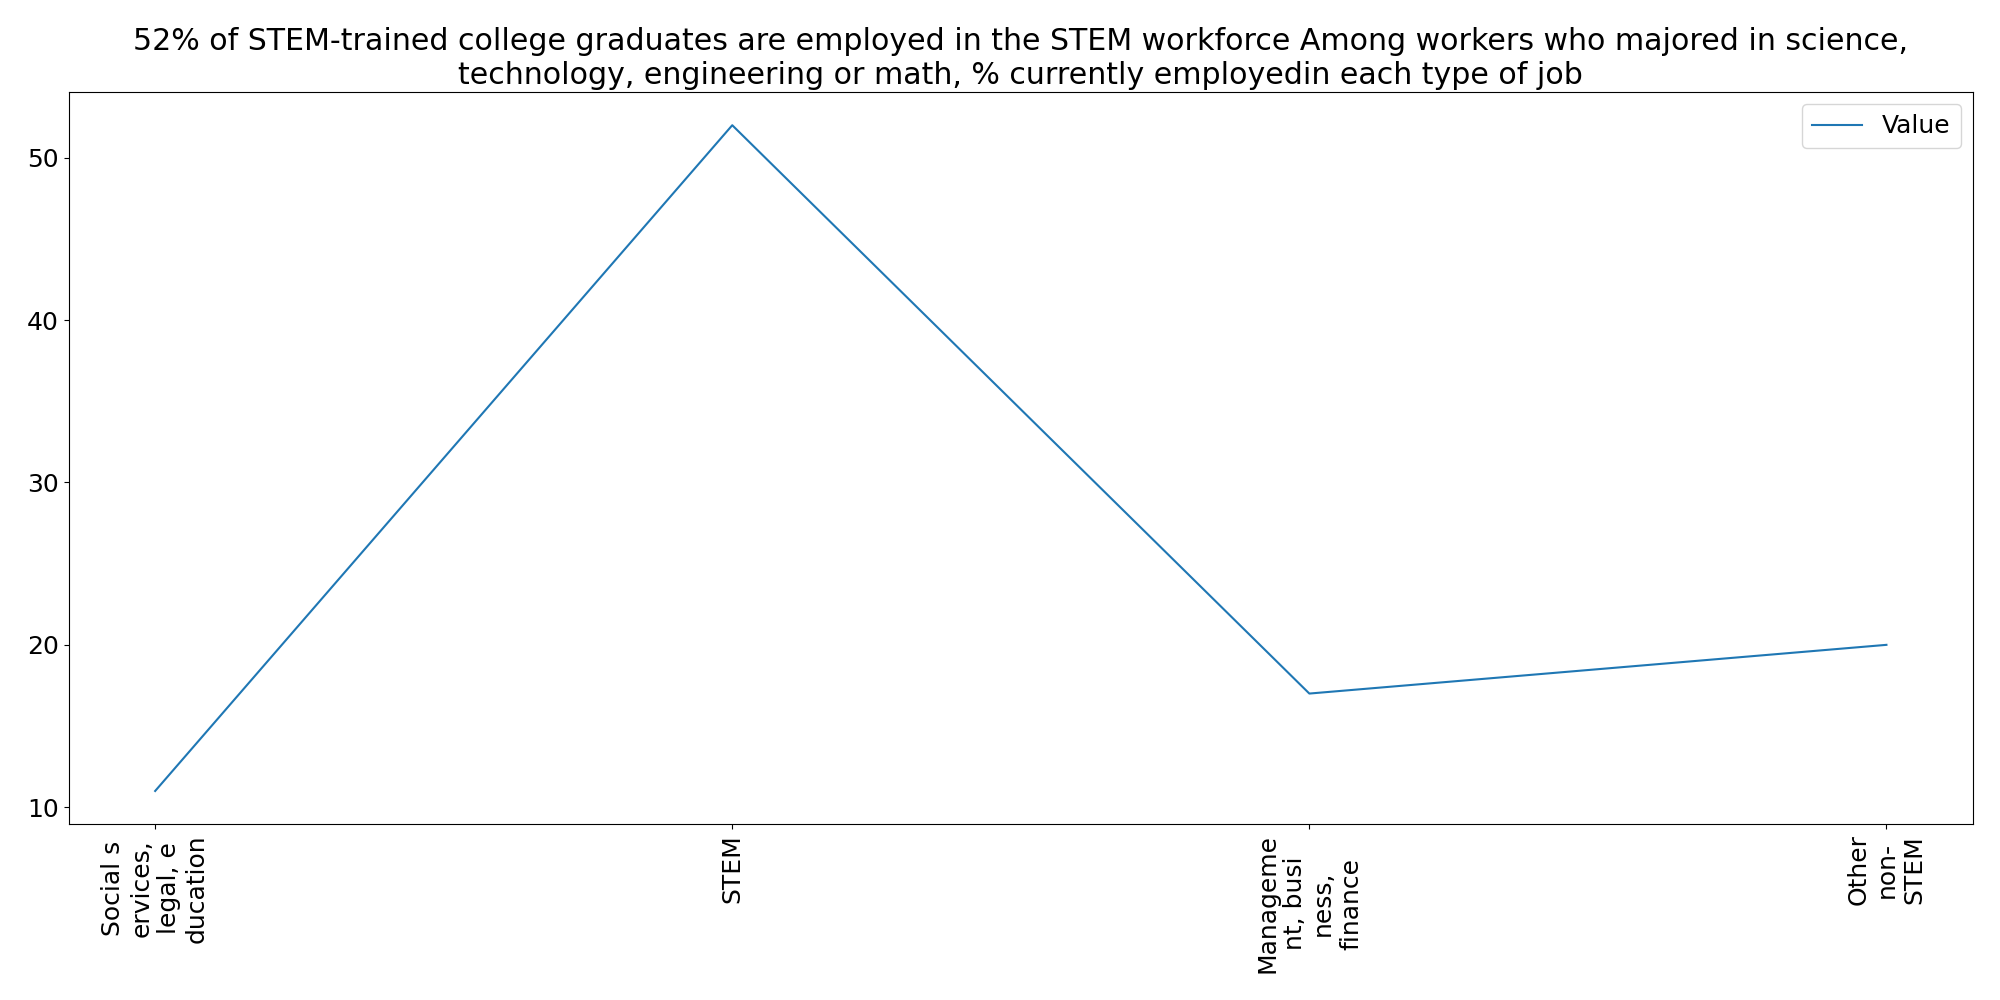 52% of STEM-trained college graduates are employed in the STEM workforce Among workers who majored in science,
technology, engineering or math, % currently employedin each type of job
Value
50
40
30
20
10
Social s
ervices,
legal, e
ducation
STEM
Manageme
nt, busi
ness,
finance
Other
non-
STEM